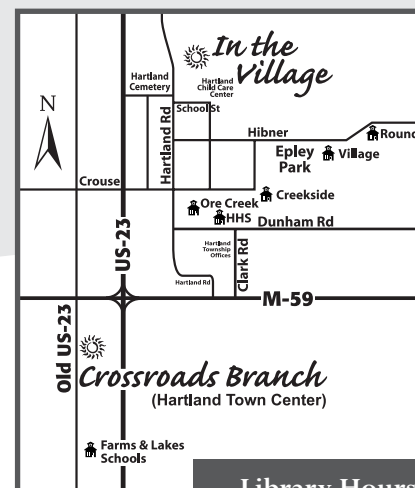 In the
Village
Hartland
Cemetery
Hartland
Child Care
Center
School St
N
Hartland Rd
Hibner
Round
Epley
Park
Village
Crouse
Creekside
Ore Creek
HHS
Dunham Rd
US-23
Hartland
Township
Offices
Clark Rd
Hartland Rd
M-59
Old US-23
Crossroads Branch
(Hartland Town Center)
Farms & Lakes
Schools
Library Hours